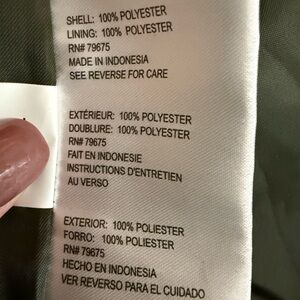 SHELL: 100% POLYESTER
LINING: 100% POLYESTER
RN# 79675
MADE IN INDONESIA
SEE REVERSE FOR CARE
EXTÉRIEUR: 100% POLYESTER
DOUBLURE: 100% POLYESTER
RN# 79675
FAIT EN INDONESIE
INSTRUCTIONS D'ENTRETIEN
AU VERSO
EXTERIOR: 100% POLIESTER
FORRO: 100% POLIESTER
RN# 79675
HECHO EN INDONESIA
VER REVERSO PARA EL CUIDADO